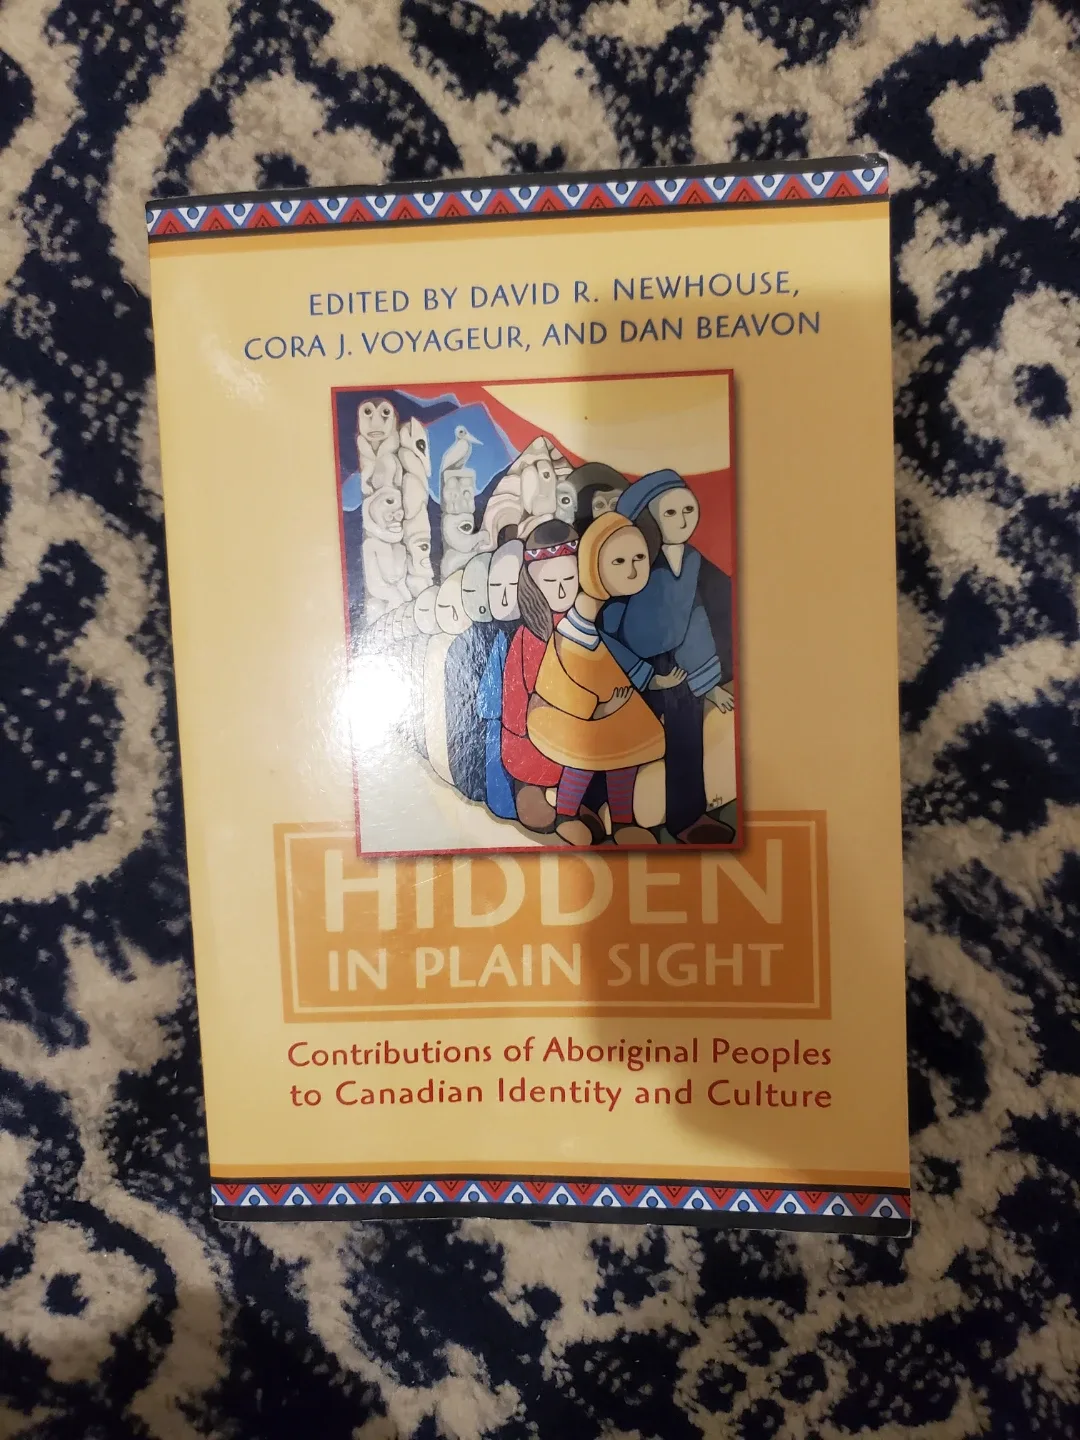 EDITED BY DAVID R. NEWHOUSE,
CORA J. VOYAGEUR, AND DAN BEAVON
HIDDEN
IN PLAIN SIGHT
Contributions of Aboriginal Peoples
to Canadian Identity and Culture